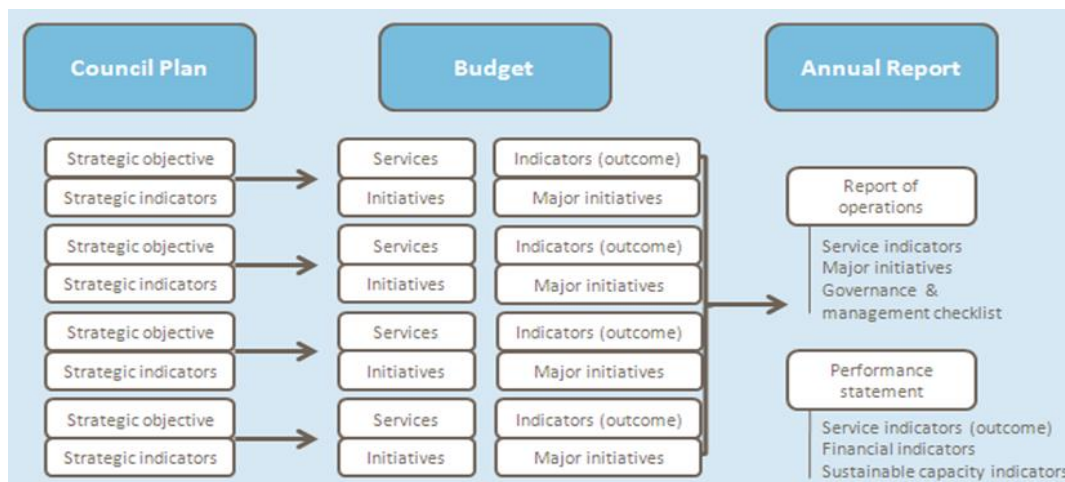 Council Plan
Budget
Annual Report
Strategic objective
Strategic indicators
Services
Initiatives
Indicators (outcome)
Major initiatives
Strategic objective
Strategic indicators
Services
Initiatives
Indicators (outcome)
Major initiatives
Strategic objective
Strategic indicators
Services
Initiatives
Indicators (outcome)
Major initiatives
Strategic objective
Strategic indicators
Services
Initiatives
Indicators (outcome)
Major initiatives
Report of
operations
Service indicators
Major initiatives
Governance &
management checklist
Performance
statement
Service indicators (outcome)
Financial indicators
Sustainable capacity indicators